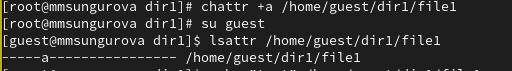 [root@mmsungurova dir1]# chattr +a /home/guest/dir1/file1
[root@mmsungurova dir1]# su guest
[guest@mmsungurova dir1]$ lsattr /home/guest/dir1/file1
-----a---------------- /home/guest/dir1/file1